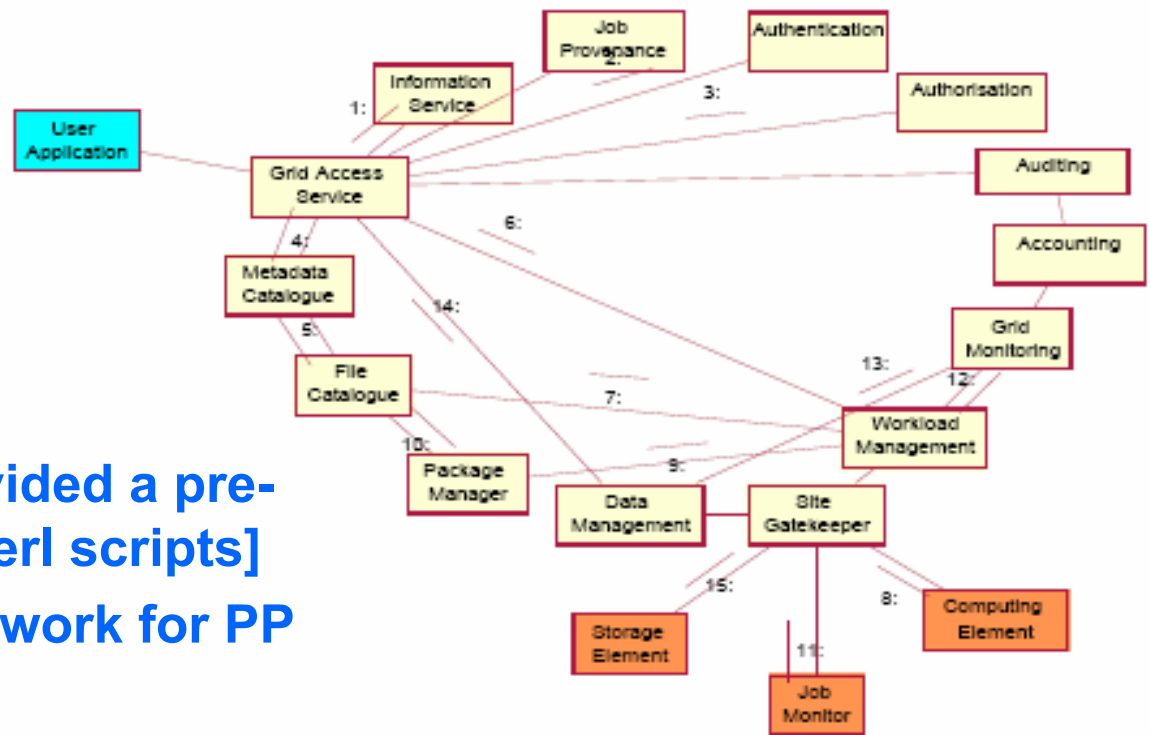 Job
Provenance
2:
Authentication
Information
Service
1:
3:
Authorisation
User
Application
Grid Access
Service
Auditing
6:
4:
Accounting
Metadata
Catalogue
14:
5:
Grid
Monitoring
File
Catalogue
13:
12:
7:
Workload
Management
10:
Package
Manager
9:
vided a pre-
Data
Management
Site
Gatekeeper
erl scripts]
15:
8:
Computing
Element
work for PP
Storage
Element
11:
Job
Monitor